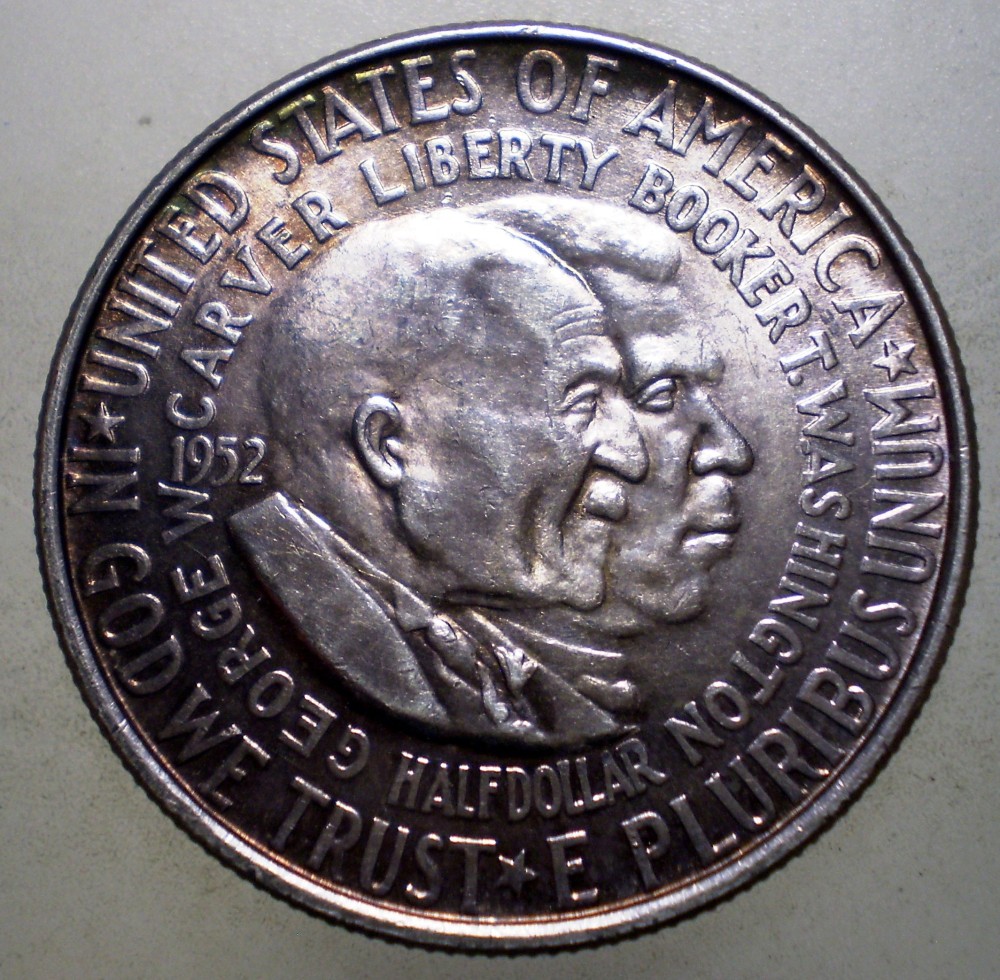 UNITED STATES OF AMERICA ★ E PLURIBUS UNUM ★ IN GOD WE TRUST ★
GEORGE W CARVER LIBERTY BOOKER T. WASHINGTON
1952
HALF DOLLAR